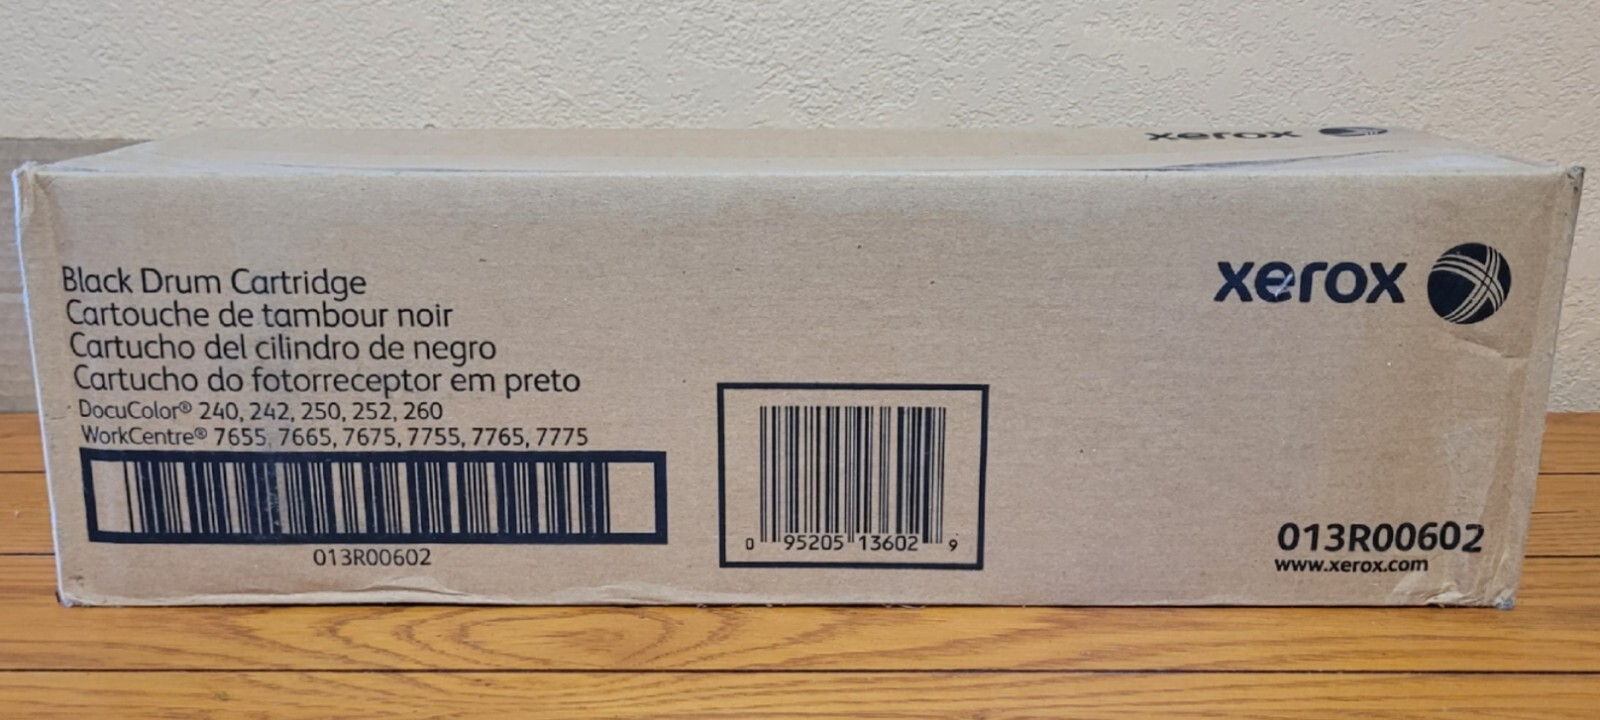 xerox
xerox
Black Drum Cartridge
Cartouche de tambour noir
Cartucho del cilindro de negro
Cartucho do fotorreceptor em preto
DocuColor® 240, 242, 250, 252, 260
WorkCentre® 7655, 7665, 7675, 7755, 7765, 7775
013R00602
0 95205 13602 9
013R00602
www.xerox.com